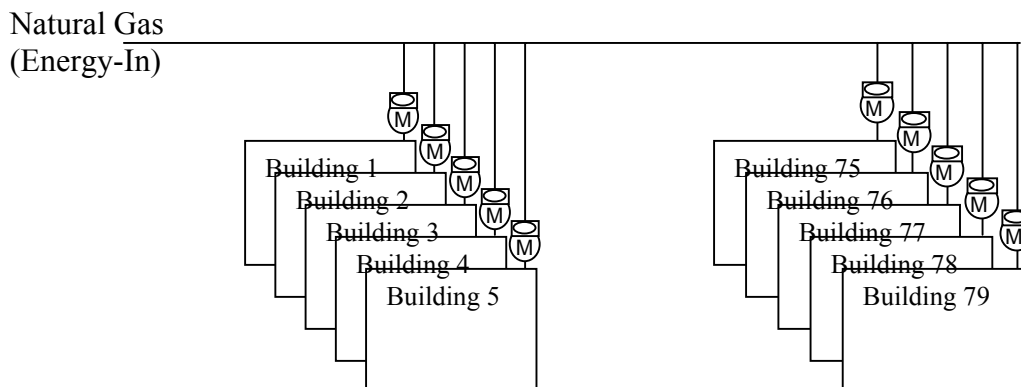 Natural Gas
(Energy-In)
M
M
M
M
M
M
M
M
M
M
Building 1
Building 2
Building 3
Building 4
Building 5
Building 75
Building 76
Building 77
Building 78
Building 79